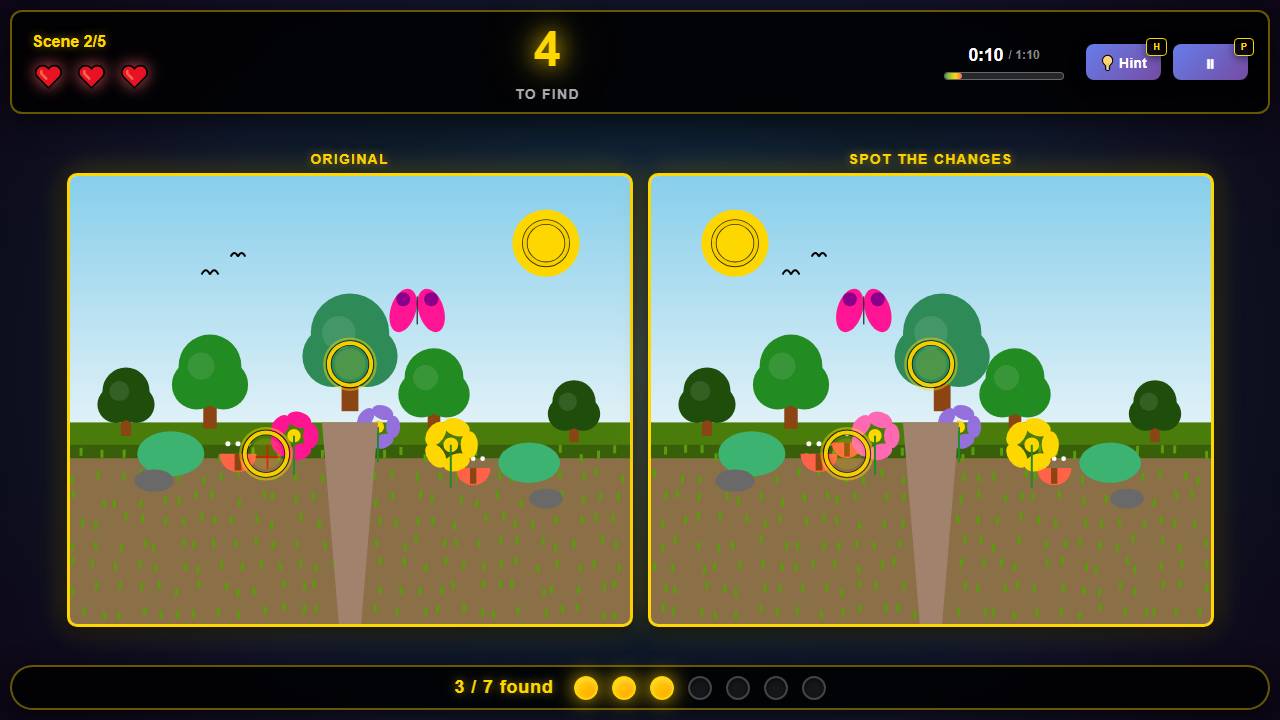 Scene 2/5
4
TO FIND
0:10 / 1:10
Hint
H
P
ORIGINAL
SPOT THE CHANGES
3 / 7 found